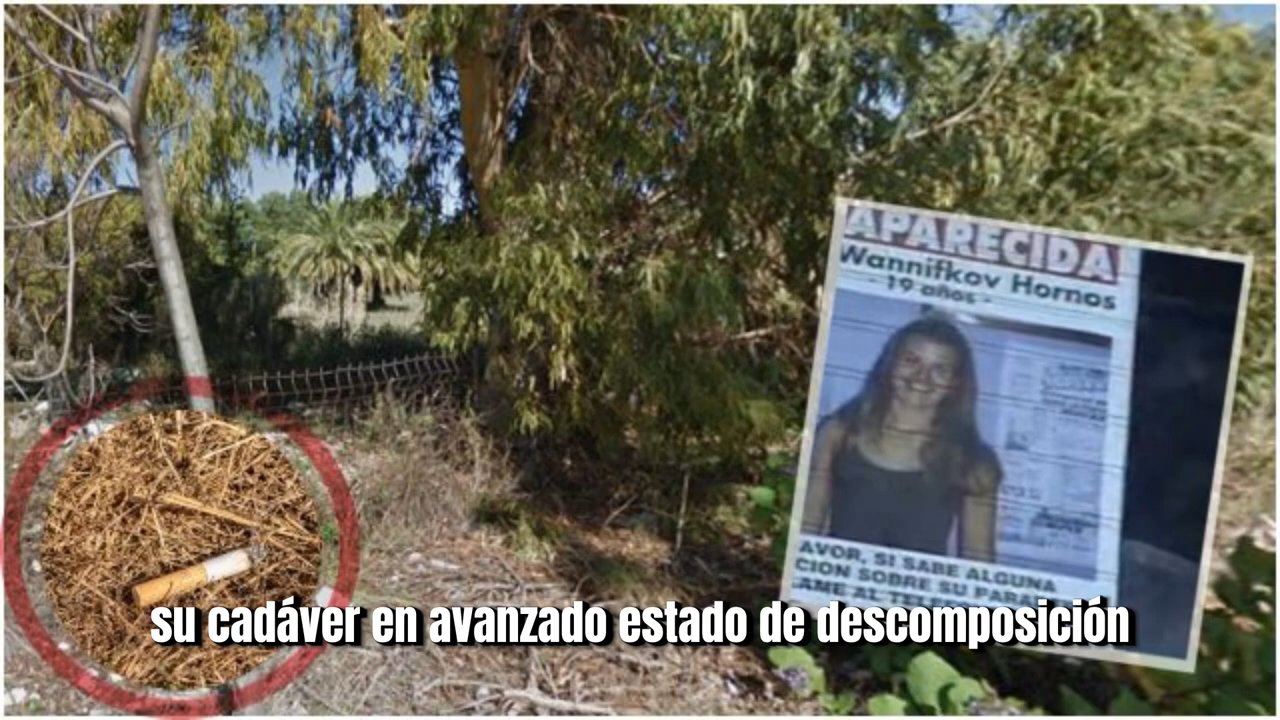 APARECIDA
Wannifkov Hornos
- 19 años -
AVOR, SI SABE ALGUNA
CION SOBRE SU PARA
AME AL TELE
su cadáver en avanzado estado de descomposición